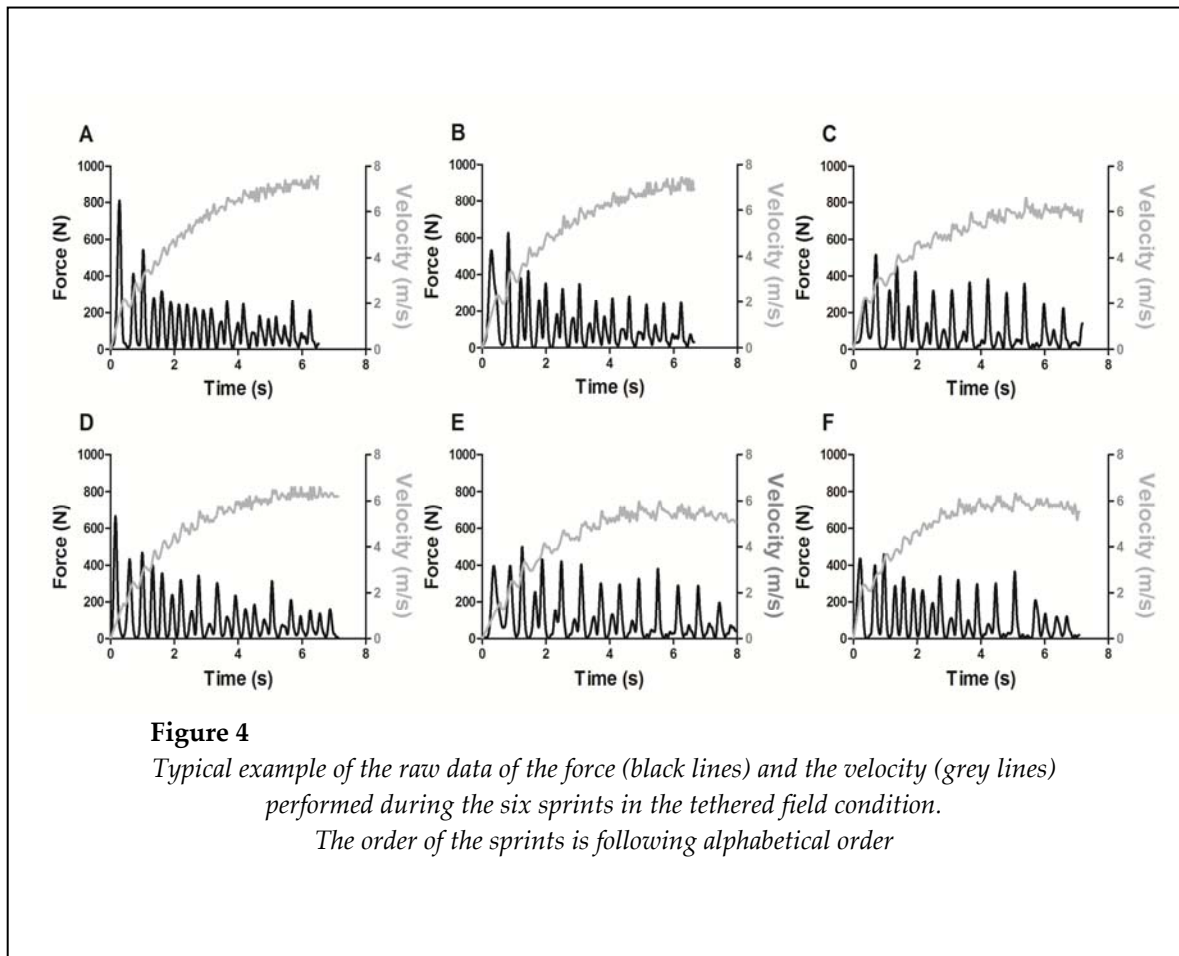 A
B
C
1000
800
600
400
200
0
Force (N)
0 2 4 6 8
Time (s)
8
6
4
2
0
Velocity (m/s)
1000
800
600
400
200
0
Force (N)
0 2 4 6 8
Time (s)
8
6
4
2
0
Velocity (m/s)
1000
800
600
400
200
0
Force (N)
0 2 4 6 8
Time (s)
8
6
4
2
0
Velocity (m/s)
D
E
F
1000
800
600
400
200
0
Force (N)
0 2 4 6 8
Time (s)
8
6
4
2
0
Velocity (m/s)
1000
800
600
400
200
0
Force (N)
0 2 4 6 8
Time (s)
8
6
4
2
0
Velocity (m/s)
1000
800
600
400
200
0
Force (N)
0 2 4 6 8
Time (s)
8
6
4
2
0
Velocity (m/s)
Figure 4
Typical example of the raw data of the force (black lines) and the velocity (grey lines)
performed during the six sprints in the tethered field condition.
The order of the sprints is following alphabetical order